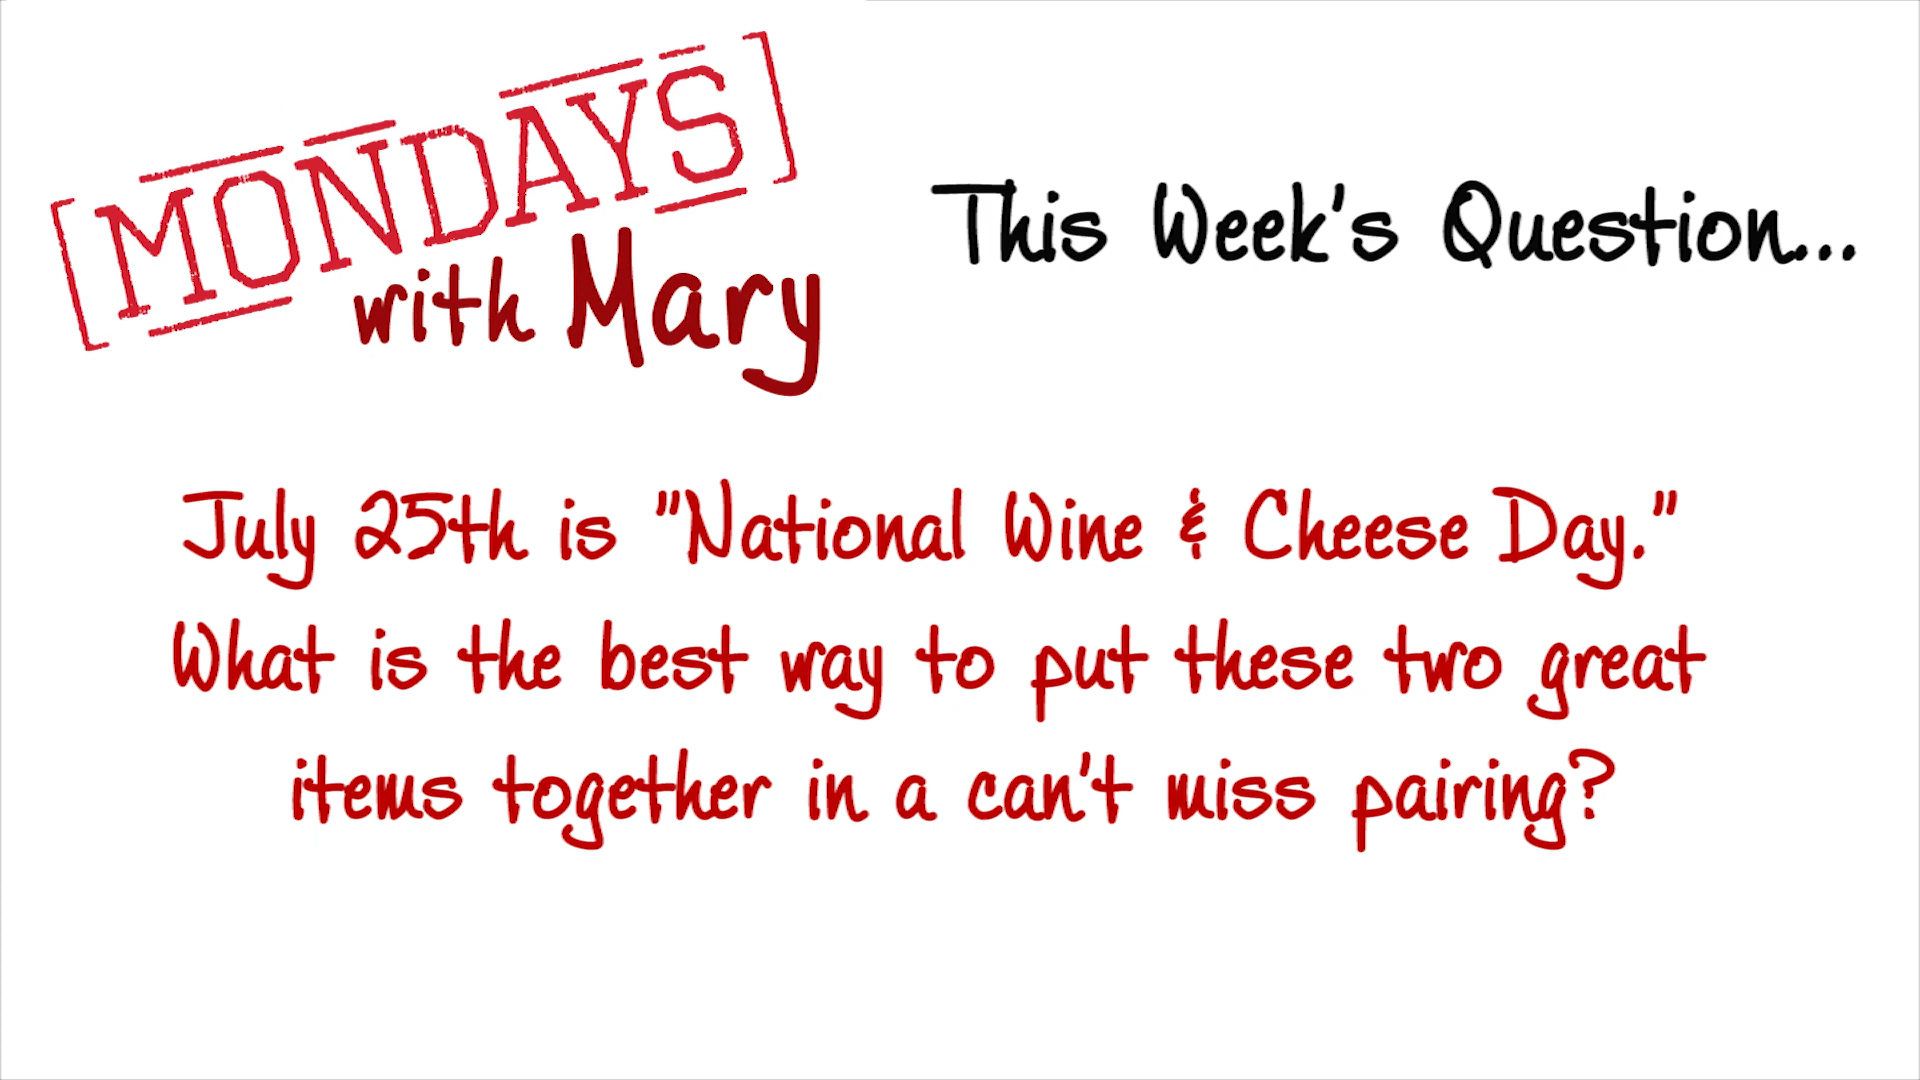 MONDAYS
with Mary
This Week's Question...
July 25th is "National Wine & Cheese Day."
What is the best way to put these two great
items together in a can't miss pairing?